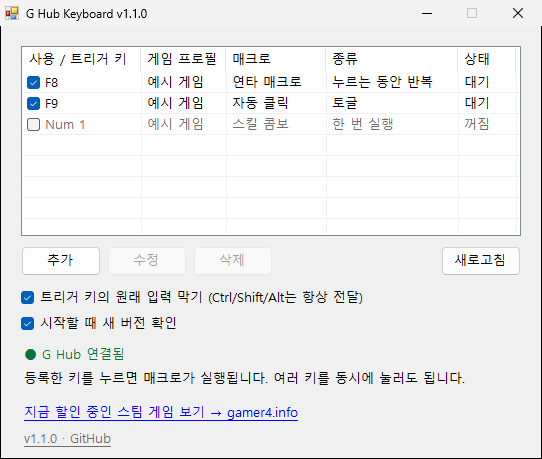 G Hub Keyboard v1.1.0
사용 / 트리거 키 게임 프로필 매크로 종류 상태
F8 예시 게임 연타 매크로 누르는 동안 반복 대기
F9 예시 게임 자동 클릭 토글 대기
Num 1 예시 게임 스킬 콤보 한 번 실행 꺼짐
추가 수정 삭제 새로고침
트리거 키의 원래 입력 막기 (Ctrl/Shift/Alt는 항상 전달)
시작할 때 새 버전 확인
● G Hub 연결됨
등록한 키를 누르면 매크로가 실행됩니다. 여러 키를 동시에 눌러도 됩니다.
지금 할인 중인 스팀 게임 보기 → gamer4.info
v1.1.0 · GitHub